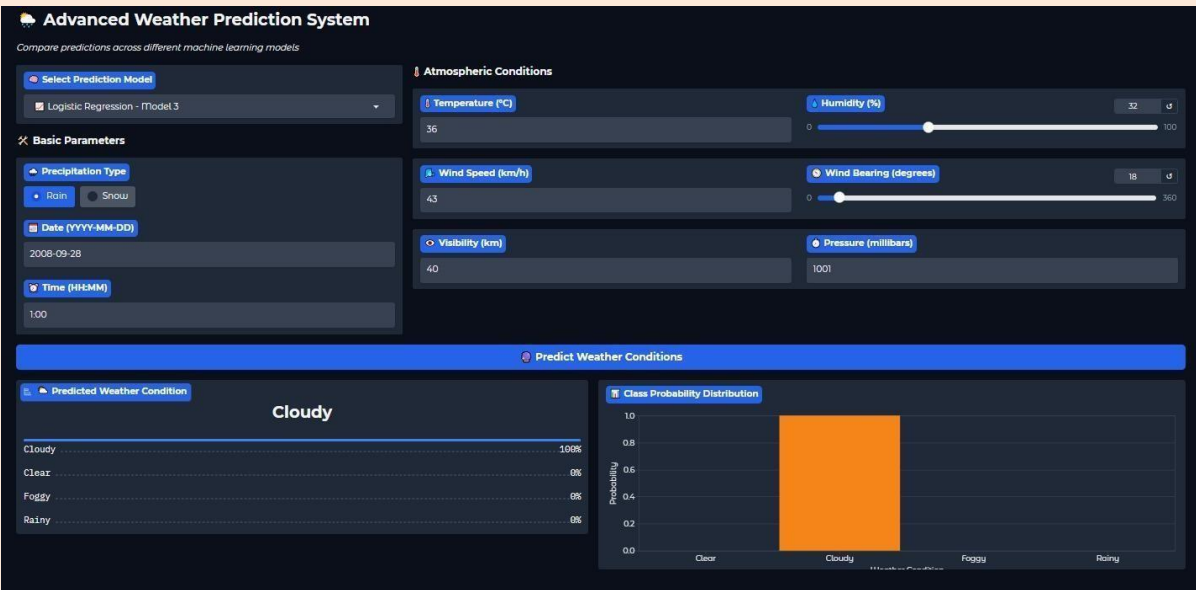 Advanced Weather Prediction System
Compare predictions across different machine learning models
Select Prediction Model
Logistic Regression - Model 3
Basic Parameters
Precipitation Type
Rain Snow
Date (YYYY-MM-DD)
2008-09-28
Time (HH:MM)
1:00
Atmospheric Conditions
Temperature (°C)
36
Humidity (%)
32
0 100
Wind Speed (km/h)
43
Wind Bearing (degrees)
18
0 360
Visibility (km)
40
Pressure (millibars)
1001
Predict Weather Conditions
Predicted Weather Condition
Cloudy
Cloudy 100%
Clear 0%
Foggy 0%
Rainy 0%
Class Probability Distribution
1.0
0.8
0.6
0.4
0.2
0.0
Probability
Clear Cloudy Foggy Rainy
Weather Condition